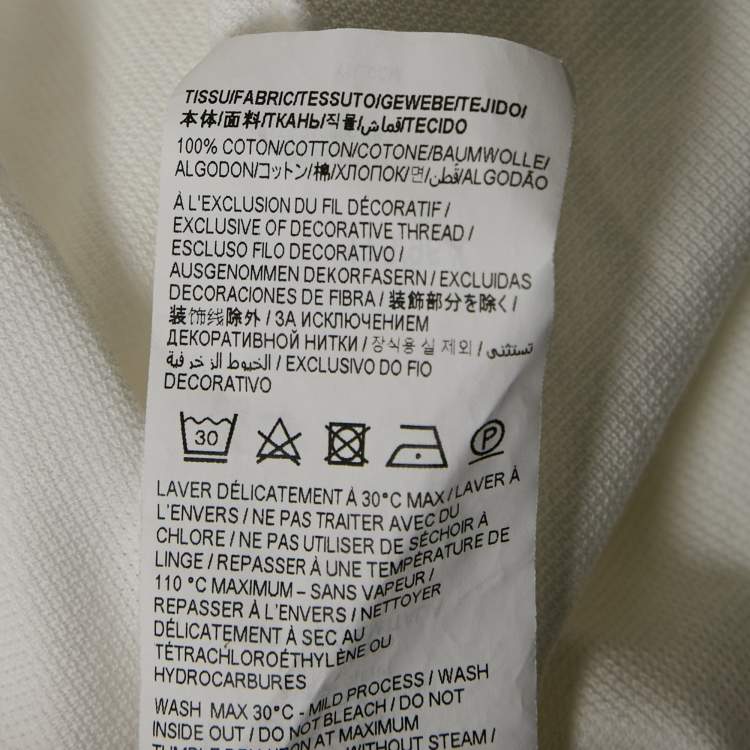 TISSU/FABRIC/TESSUTO/GEWEBE/TEJIDO/
本体/面料/ТКАНЬ/직물/قماش/TECIDO
100% COTON/COTTON/COTONE/BAUMWOLLE/
ALGODON/コットン/棉/ХЛОПОК/면/قطن/ALGODÃO
À L'EXCLUSION DU FIL DÉCORATIF /
EXCLUSIVE OF DECORATIVE THREAD /
ESCLUSO FILO DECORATIVO /
AUSGENOMMEN DEKORFASERN / EXCLUIDAS
DECORACIONES DE FIBRA / 装飾部分を除く /
装饰线除外 / ЗА ИСКЛЮЧЕНИЕМ
ДЕКОРАТИВНОЙ НИТКИ / 장식용 실 제외 / تستثنى
الخيوط الزخرفية / EXCLUSIVO DO FIO
DECORATIVO
30 P
LAVER DÉLICATEMENT À 30°C MAX / LAVER À
L'ENVERS / NE PAS TRAITER AVEC DU
CHLORE / NE PAS UTILISER DE SÉCHOIR À
LINGE / REPASSER À UNE TEMPÉRATURE DE
110 °C MAXIMUM – SANS VAPEUR /
REPASSER À L'ENVERS / NETTOYER
DÉLICATEMENT À SEC AU
TÉTRACHLOROÉTHYLÈNE OU
HYDROCARBURES
WASH MAX 30°C - MILD PROCESS / WASH
INSIDE OUT / DO NOT BLEACH / DO NOT
AT MAXIMUM
WITHOUT STEAM /